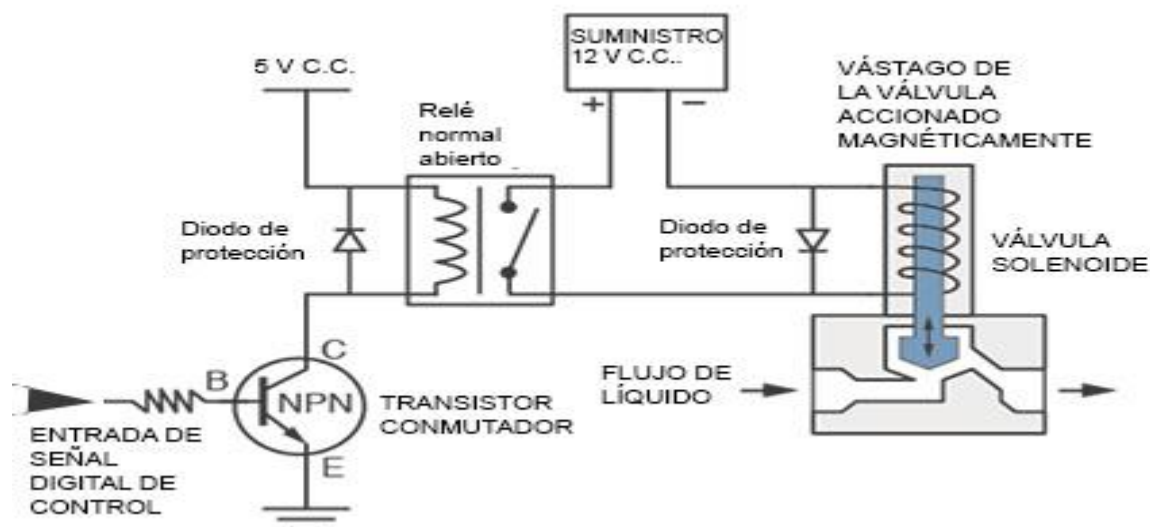 SUMINISTRO
12 V C.C..
5 V C.C.
+
−
VÁSTAGO DE
LA VÁLVULA
ACCIONADO
MAGNÉTICAMENTE
Relé
normal
abierto
Diodo de
protección
Diodo de
protección
VÁLVULA
SOLENOIDE
C
B
NPN
E
TRANSISTOR
CONMUTADOR
FLUJO DE
LÍQUIDO
ENTRADA DE
SEÑAL
DIGITAL DE
CONTROL